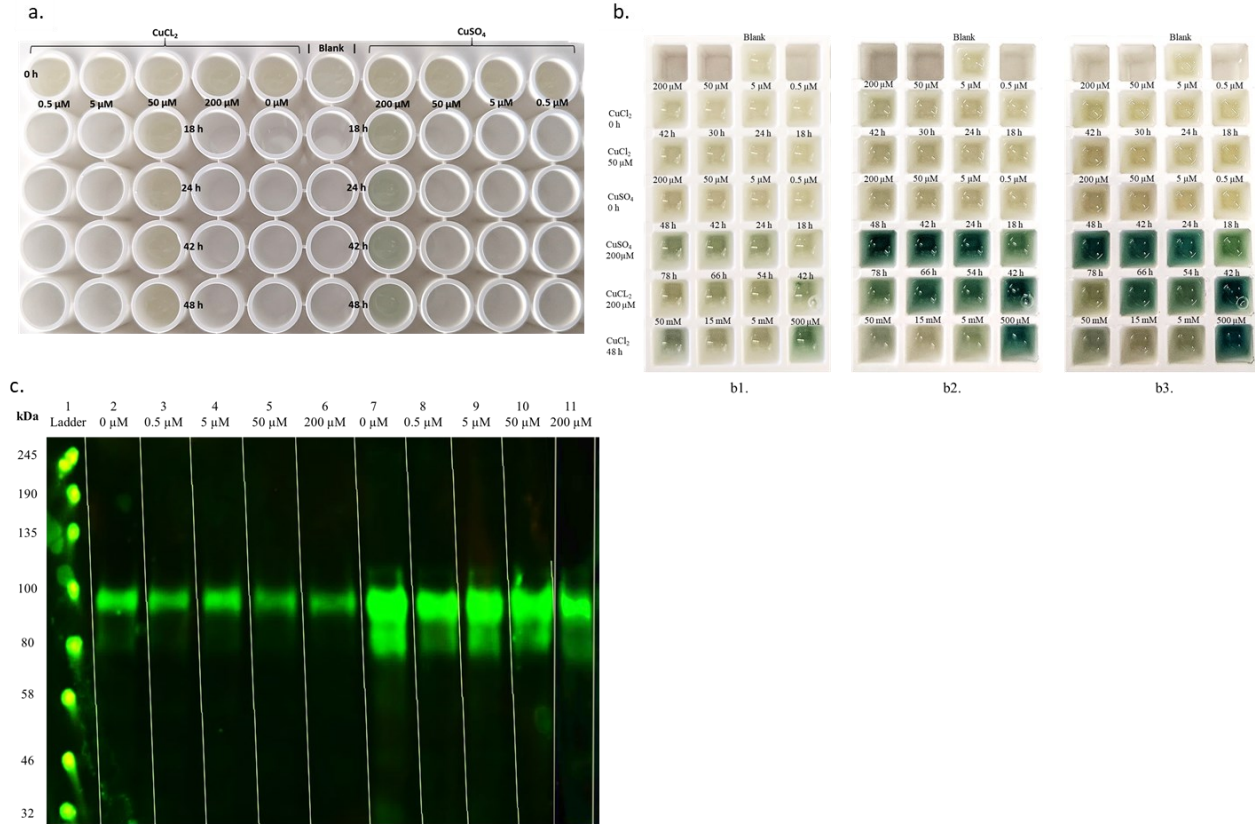 a.
CuCL2
Blank
CuSO4
0 h
0.5 µM 5 µM 50 µM 200 µM 0 µM 200 µM 50 µM 5 µM 0.5 µM
18 h 18 h
24 h 24 h
42 h 42 h
48 h 48 h
b.
Blank Blank Blank
200 µM 50 µM 5 µM 0.5 µM 200 µM 50 µM 5 µM 0.5 µM 200 µM 50 µM 5 µM 0.5 µM
CuCl2
0 h
42 h 30 h 24 h 18 h 42 h 30 h 24 h 18 h 42 h 30 h 24 h 18 h
CuCl2
50 µM
200 µM 50 µM 5 µM 0.5 µM 200 µM 50 µM 5 µM 0.5 µM 200 µM 50 µM 5 µM 0.5 µM
CuSO4
0 h
48 h 42 h 24 h 18 h 48 h 42 h 24 h 18 h 48 h 42 h 24 h 18 h
CuSO4
200µM
78 h 66 h 54 h 42 h 78 h 66 h 54 h 42 h 78 h 66 h 54 h 42 h
CuCL2
200 µM
50 mM 15 mM 5 mM 500 µM 50 mM 15 mM 5 mM 500 µM 50 mM 15 mM 5 mM 500 µM
CuCl2
48 h
b1. b2. b3.
c.
kDa
1 2 3 4 5 6 7 8 9 10 11
Ladder 0 µM 0.5 µM 5 µM 50 µM 200 µM 0 µM 0.5 µM 5 µM 50 µM 200 µM
245
190
135
100
80
58
46
32